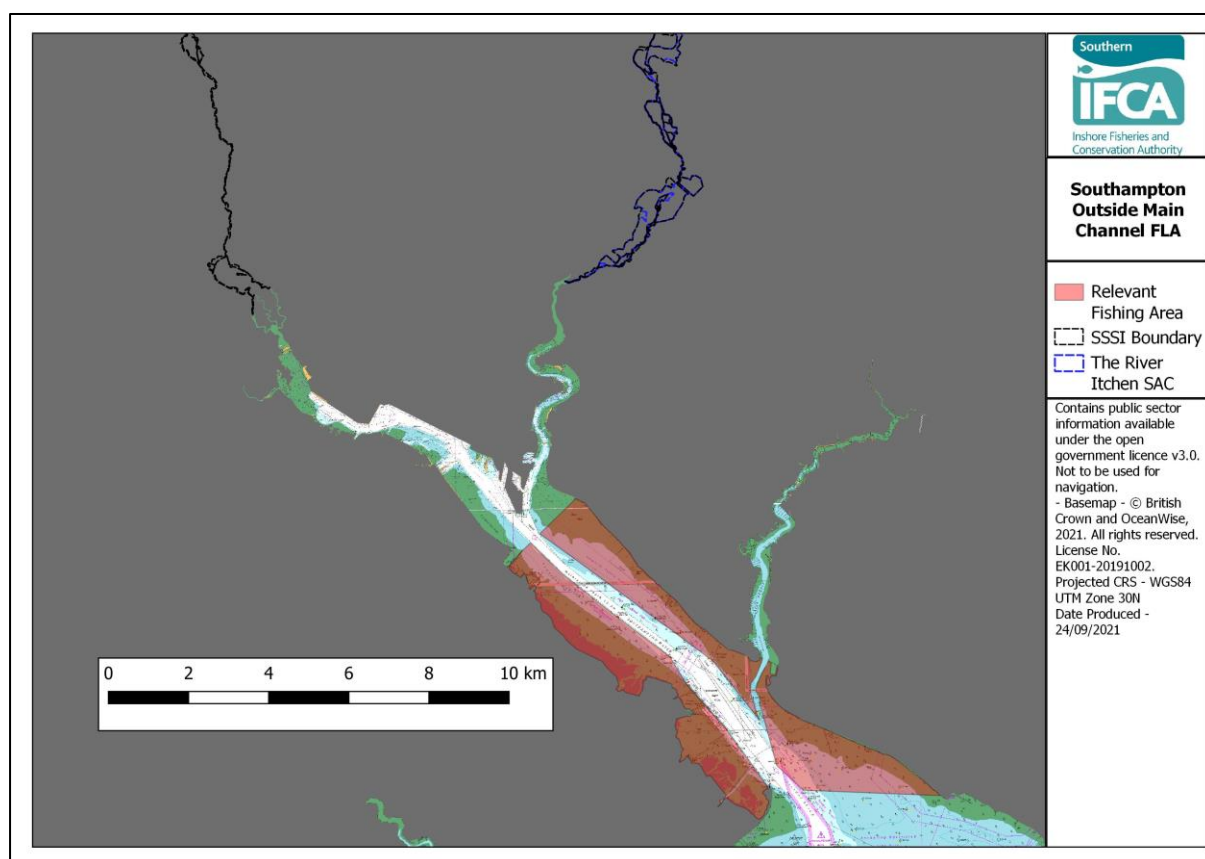 Southern
IFCA
Inshore Fisheries and
Conservation Authority
Southampton
Outside Main
Channel FLA
Relevant
Fishing Area
SSSI Boundary
The River
Itchen SAC
Contains public sector
information available
under the open
government licence v3.0.
Not to be used for
navigation.
- Basemap - © British
Crown and OceanWise,
2021. All rights reserved.
License No.
EK001-20191002.
Projected CRS - WGS84
UTM Zone 30N
Date Produced -
24/09/2021
0 2 4 6 8 10 km